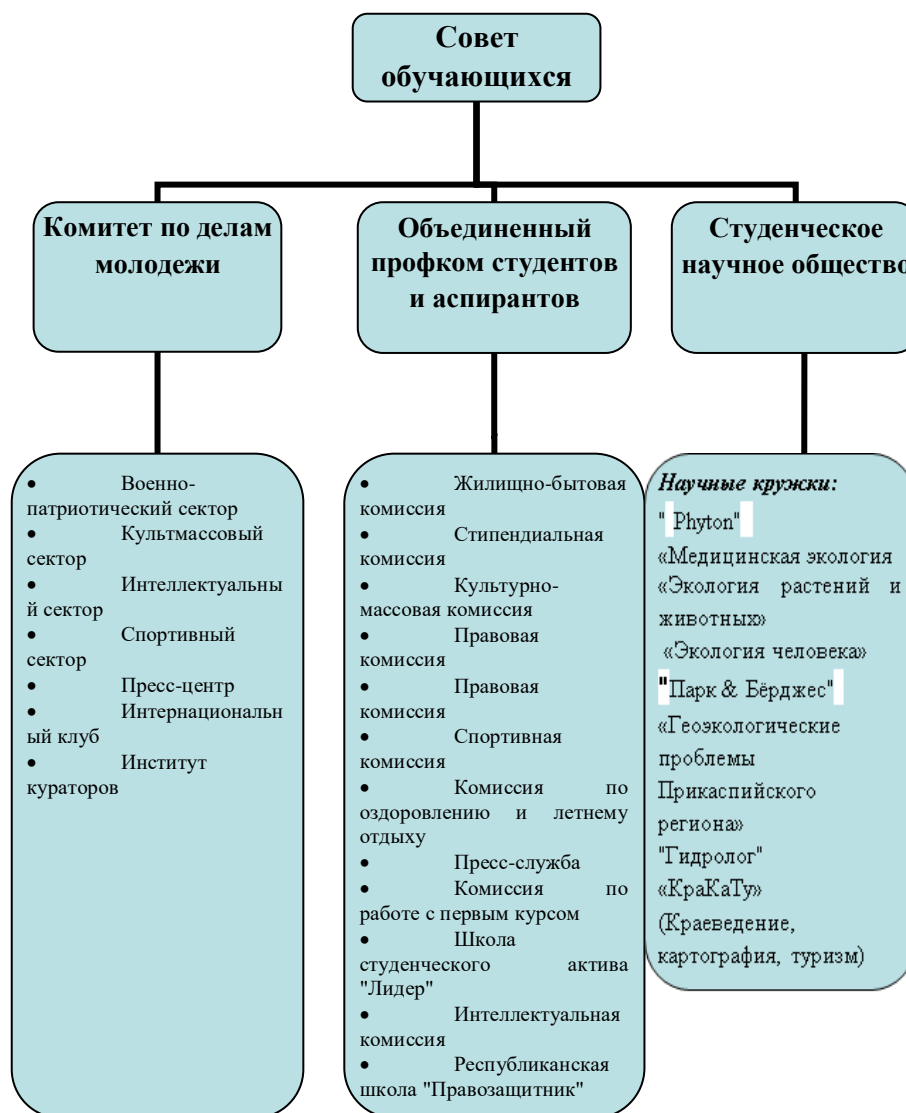 Совет
обучающихся
Комитет по делам
молодежи
Объединенный
профком студентов
и аспирантов
Студенческое
научное общество
• Военно-
патриотический сектор
• Культмассовый
сектор
• Интеллектуальны
й сектор
• Спортивный
сектор
• Пресс-центр
• Интернациональн
ый клуб
• Институт
кураторов
• Жилищно-бытовая
комиссия
• Стипендиальная
комиссия
• Культурно-
массовая комиссия
• Правовая
комиссия
• Правовая
комиссия
• Спортивная
комиссия
• Комиссия по
оздоровлению и летнему
отдыху
• Пресс-служба
• Комиссия по
работе с первым курсом
• Школа
студенческого актива
"Лидер"
• Интеллектуальная
комиссия
• Республиканская
школа "Правозащитник"
Научные кружки:
" Phyton"
«Медицинская экология
«Экология растений и
животных»
«Экология человека»
"Парк & Бёрджес"
«Геоэкологические
проблемы
Прикаспийского
региона»
"Гидролог"
«КраКаТу»
(Краеведение,
картография, туризм)